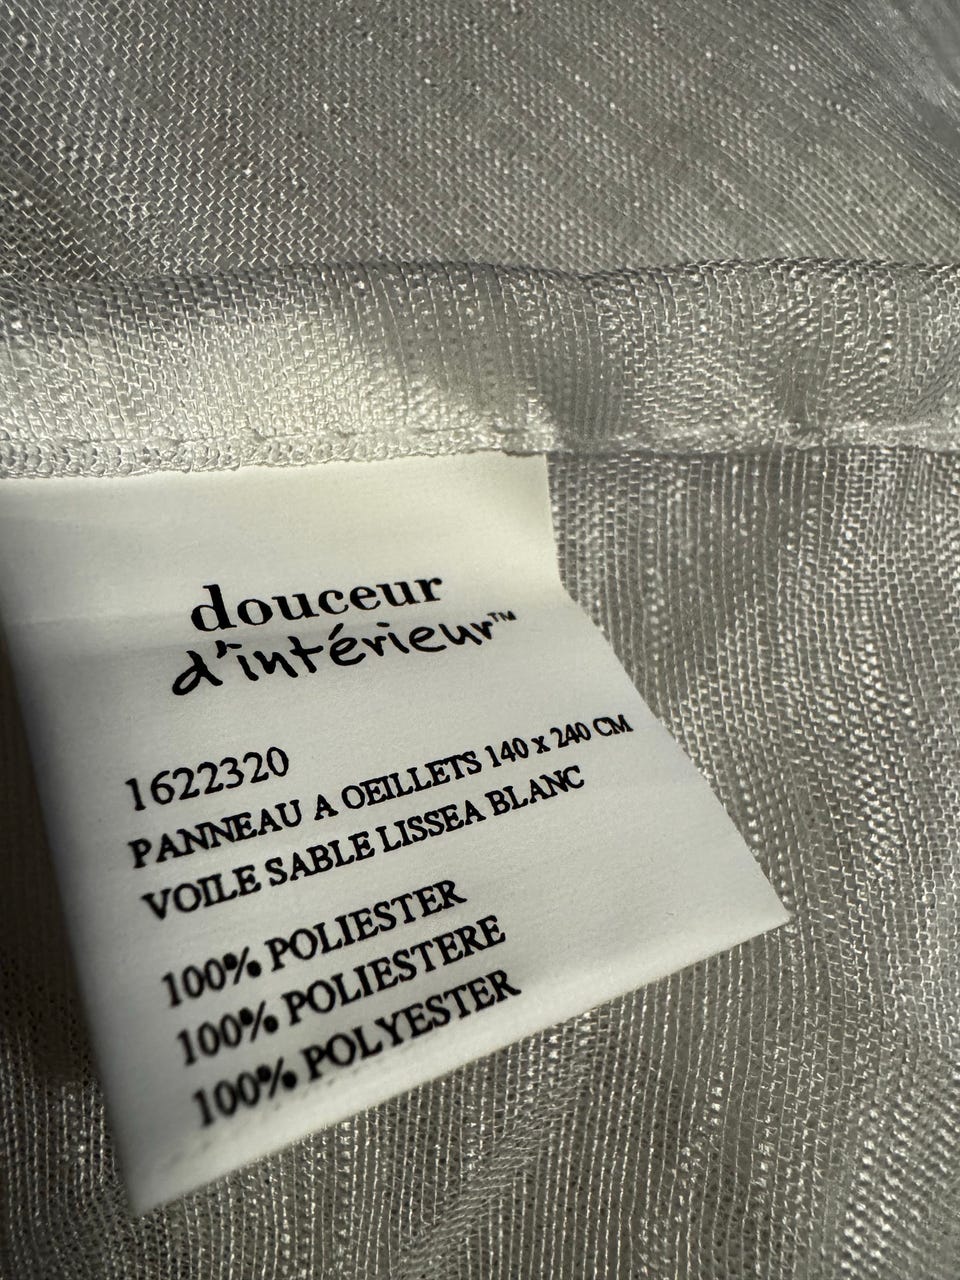 douceur
d'intérieur™
1622320
PANNEAU A OEILLETS 140 x 240 CM
VOILE SABLE LISSEA BLANC
100% POLIESTER
100% POLIESTERE
100% POLYESTER